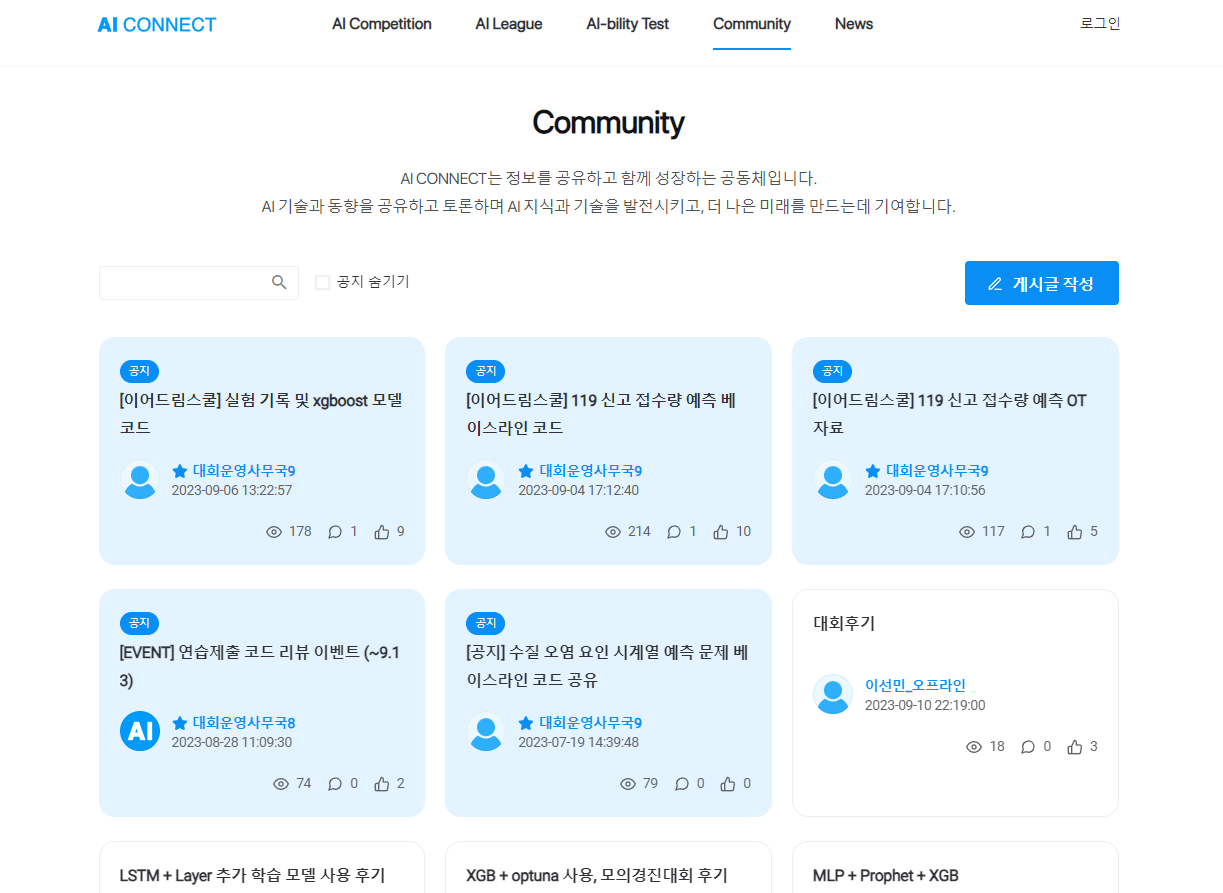 AI CONNECT
AI Competition
AI League
AI-bility Test
Community
News
로그인
Community
AI CONNECT는 정보를 공유하고 함께 성장하는 공동체입니다.
AI 기술과 동향을 공유하고 토론하며 AI 지식과 기술을 발전시키고, 더 나은 미래를 만드는데 기여합니다.
공지 숨기기
게시글 작성
공지
[이어드림스쿨] 실험 기록 및 xgboost 모델
코드
대회운영사무국9
2023-09-06 13:22:57
178 1 9
공지
[이어드림스쿨] 119 신고 접수량 예측 베
이스라인 코드
대회운영사무국9
2023-09-04 17:12:40
214 1 10
공지
[이어드림스쿨] 119 신고 접수량 예측 OT
자료
대회운영사무국9
2023-09-04 17:10:56
117 1 5
공지
[EVENT] 연습제출 코드 리뷰 이벤트 (~9.1
3)
AI
대회운영사무국8
2023-08-28 11:09:30
74 0 2
공지
[공지] 수질 오염 요인 시계열 예측 문제 베
이스라인 코드 공유
대회운영사무국9
2023-07-19 14:39:48
79 0 0
대회후기
이선민_오프라인
2023-09-10 22:19:00
18 0 3
LSTM + Layer 추가 학습 모델 사용 후기
XGB + optuna 사용, 모의경진대회 후기
MLP + Prophet + XGB